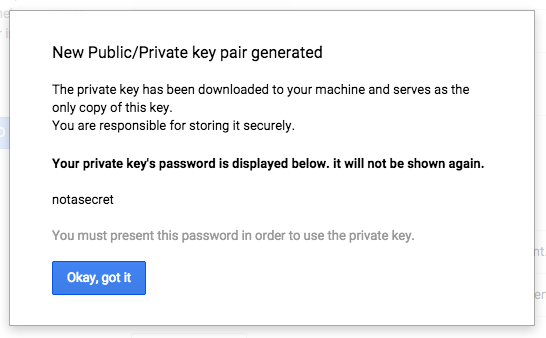 New Public/Private key pair generated
The private key has been downloaded to your machine and serves as the
only copy of this key.
You are responsible for storing it securely.
Your private key's password is displayed below. it will not be shown again.
notasecret
You must present this password in order to use the private key.
Okay, got it